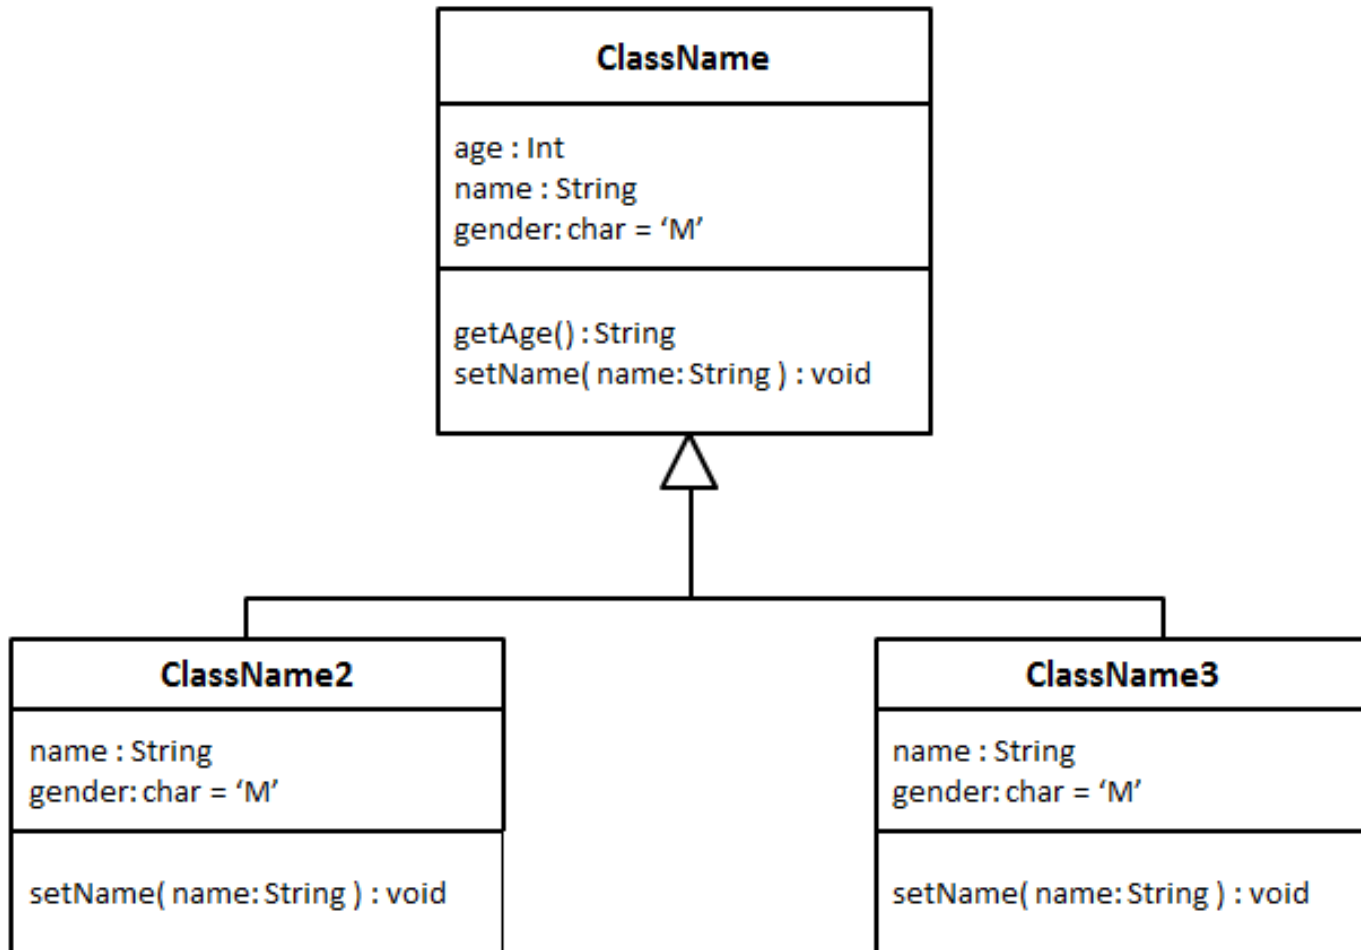 ClassName
age : Int
name : String
gender: char = ‘M’
getAge() : String
setName( name: String ) : void
ClassName2
name : String
gender: char = ‘M’
setName( name: String ) : void
ClassName3
name : String
gender: char = ‘M’
setName( name: String ) : void